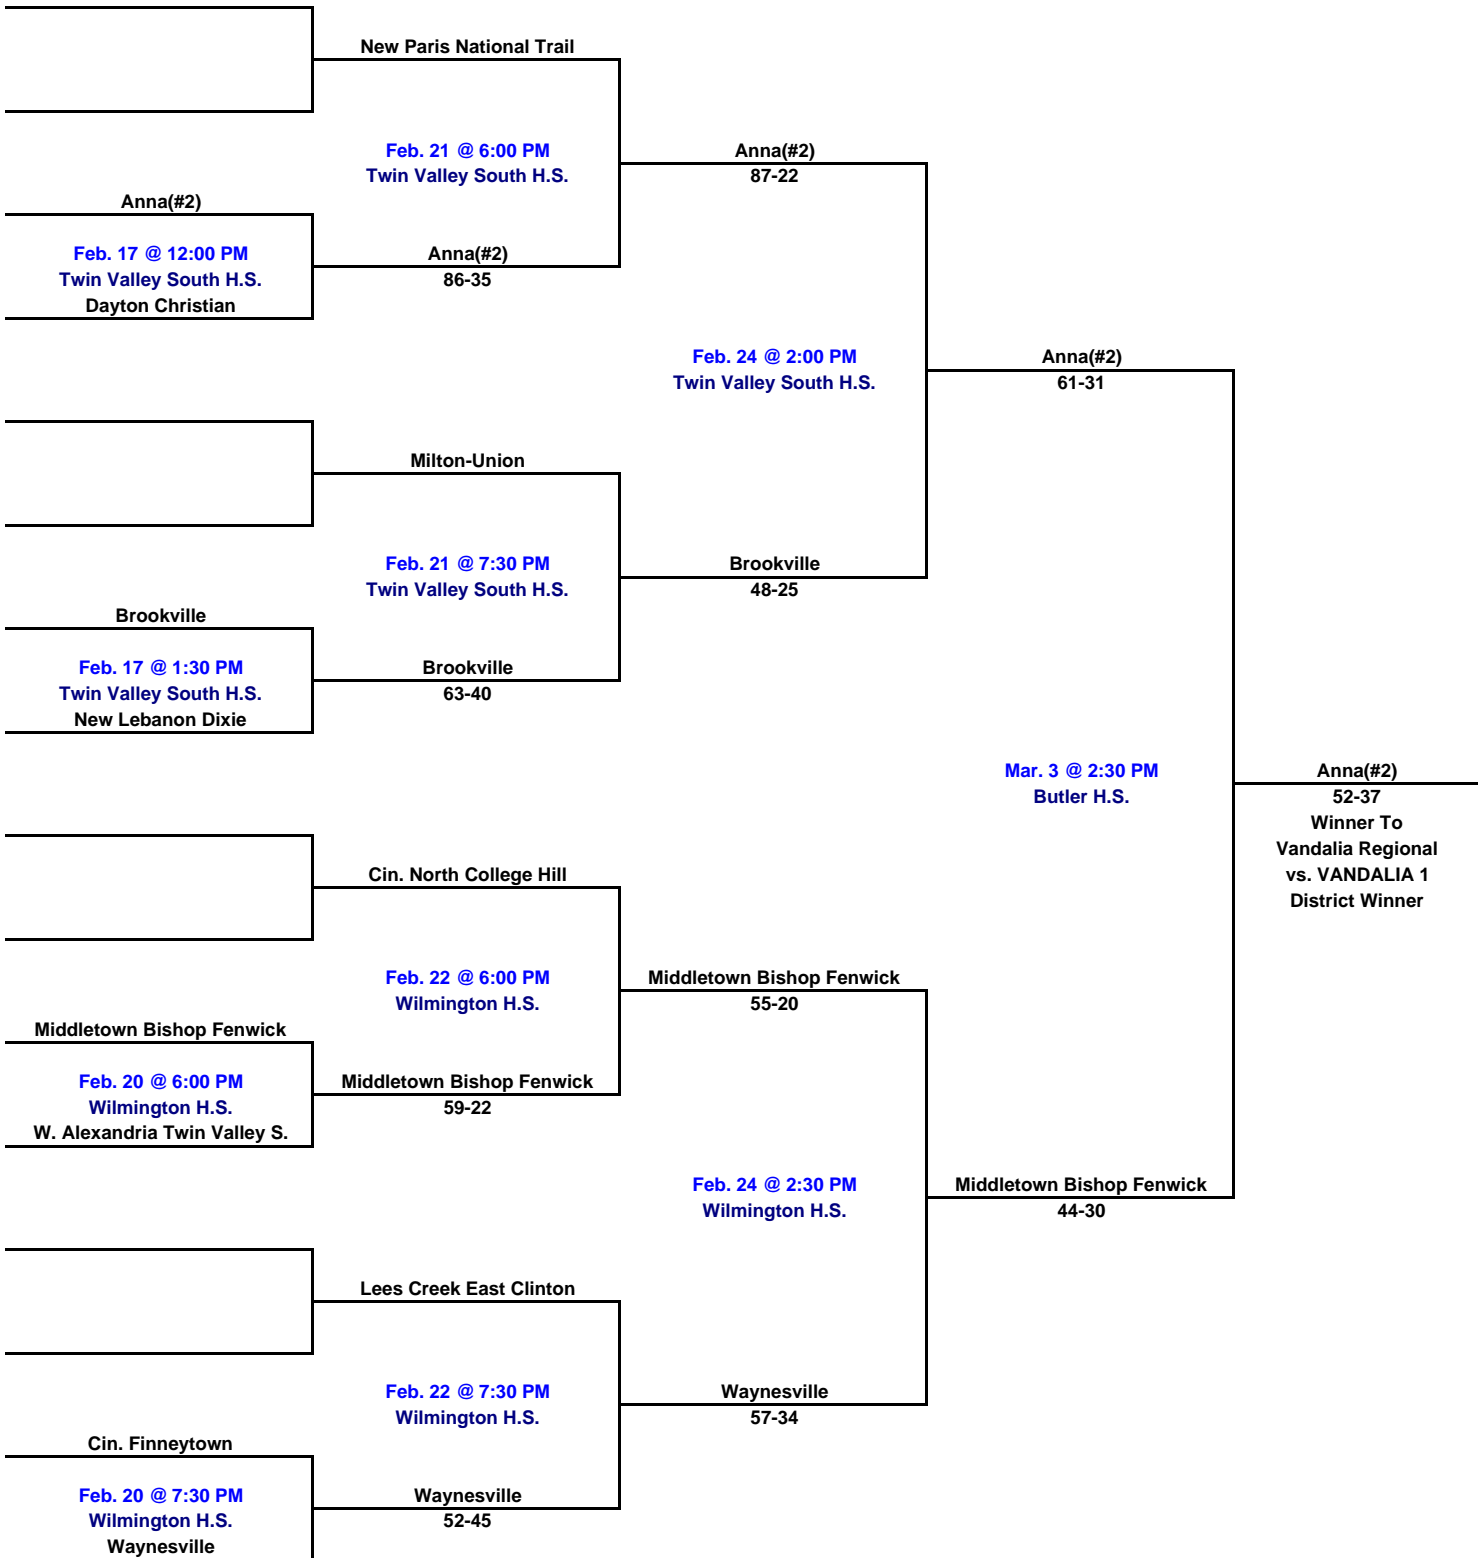 New Paris National Trail
Feb. 21 @ 6:00 PM
Twin Valley South H.S.
Anna(#2)
87-22
Anna(#2)
Feb. 17 @ 12:00 PM
Twin Valley South H.S.
Dayton Christian
Anna(#2)
86-35
Feb. 24 @ 2:00 PM
Twin Valley South H.S.
Anna(#2)
61-31
Milton-Union
Feb. 21 @ 7:30 PM
Twin Valley South H.S.
Brookville
48-25
Brookville
Feb. 17 @ 1:30 PM
Twin Valley South H.S.
New Lebanon Dixie
Brookville
63-40
Mar. 3 @ 2:30 PM
Butler H.S.
Anna(#2)
52-37
Winner To
Vandalia Regional
vs. VANDALIA 1
District Winner
Cin. North College Hill
Feb. 22 @ 6:00 PM
Wilmington H.S.
Middletown Bishop Fenwick
55-20
Middletown Bishop Fenwick
Feb. 20 @ 6:00 PM
Wilmington H.S.
W. Alexandria Twin Valley S.
Middletown Bishop Fenwick
59-22
Feb. 24 @ 2:30 PM
Wilmington H.S.
Middletown Bishop Fenwick
44-30
Lees Creek East Clinton
Feb. 22 @ 7:30 PM
Wilmington H.S.
Waynesville
57-34
Cin. Finneytown
Feb. 20 @ 7:30 PM
Wilmington H.S.
Waynesville
Waynesville
52-45